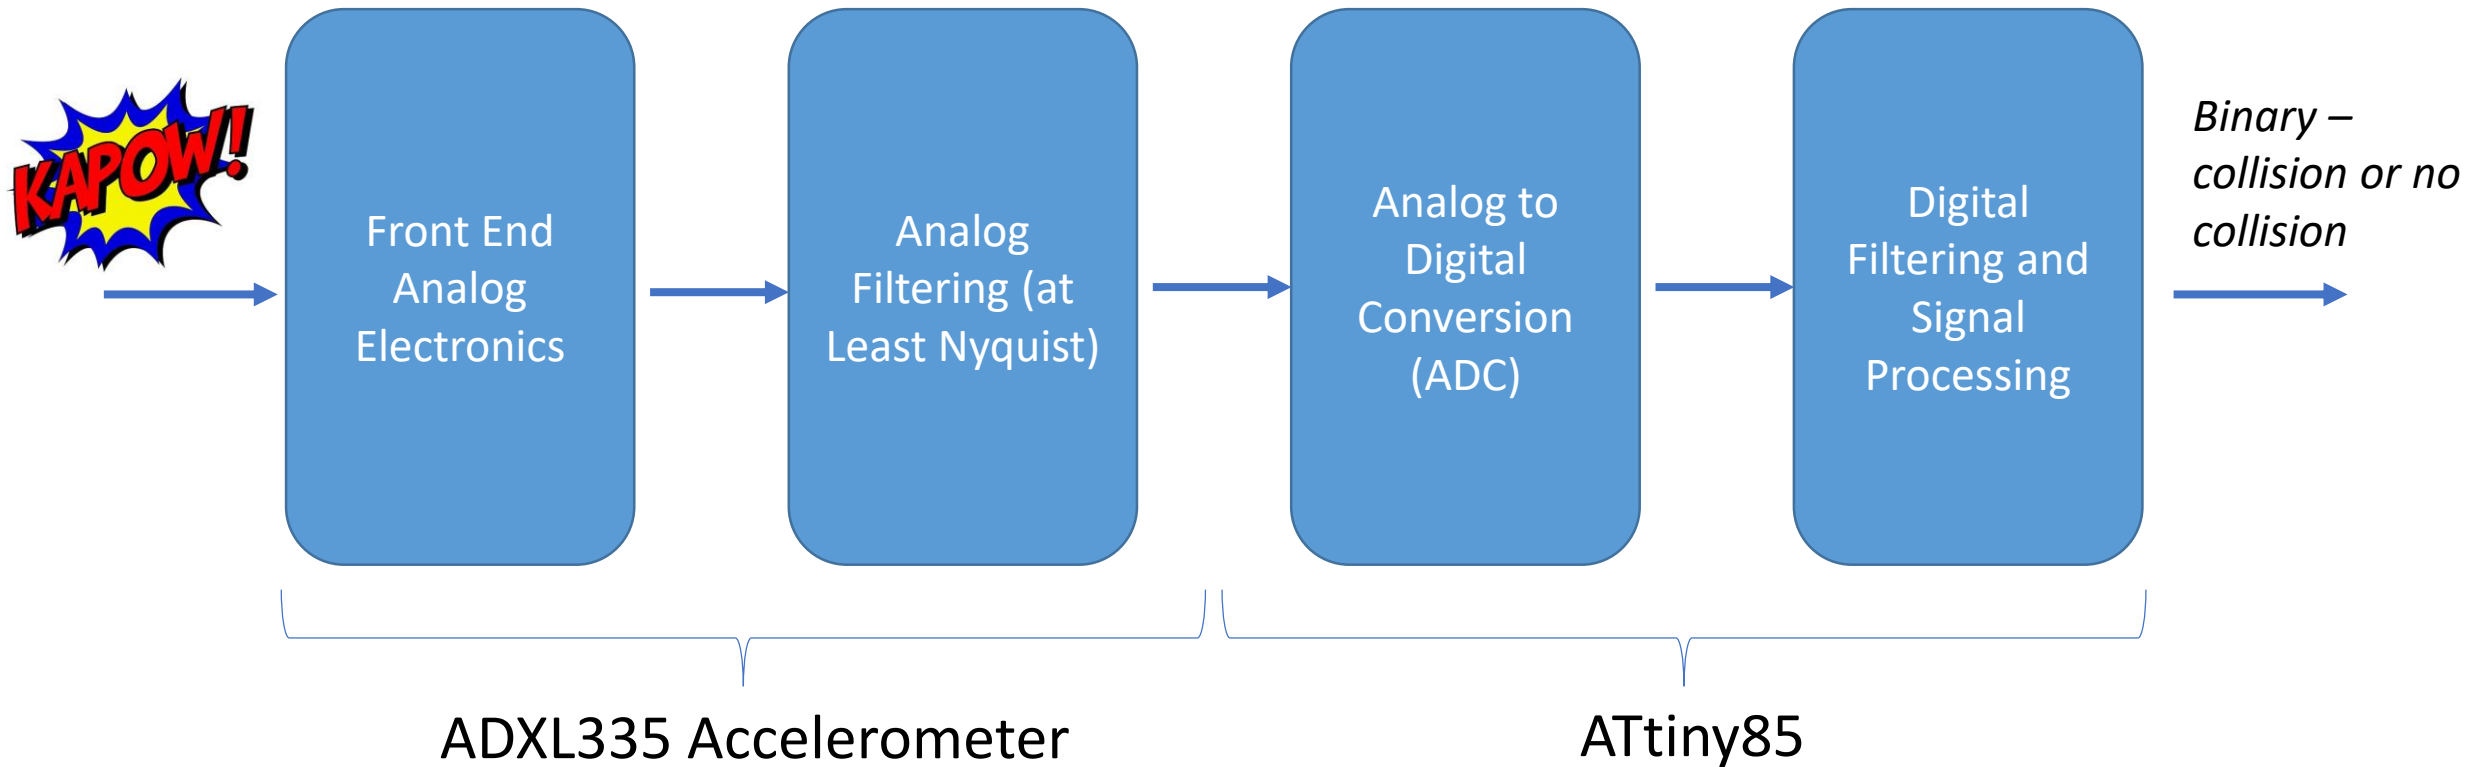 KAPOW!
Front End
Analog
Electronics
Analog
Filtering (at
Least Nyquist)
Analog to
Digital
Conversion
(ADC)
Digital
Filtering and
Signal
Processing
Binary –
collision or no
collision
ADXL335 Accelerometer
ATtiny85